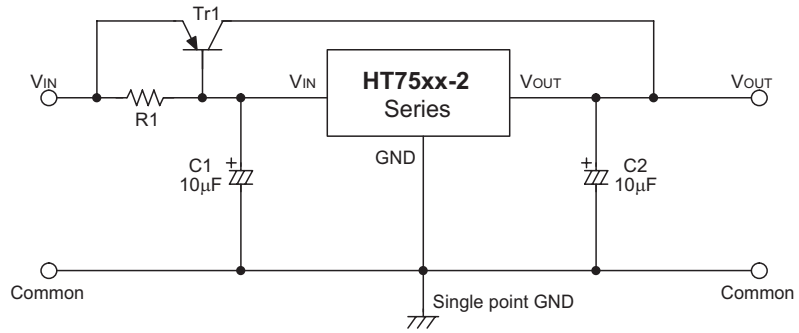 Tr1
VIN
R1
VIN
HT75xx-2
Series
VOUT
VOUT
GND
C1
10μF
+
+
C2
10μF
Common
Common
Single point GND